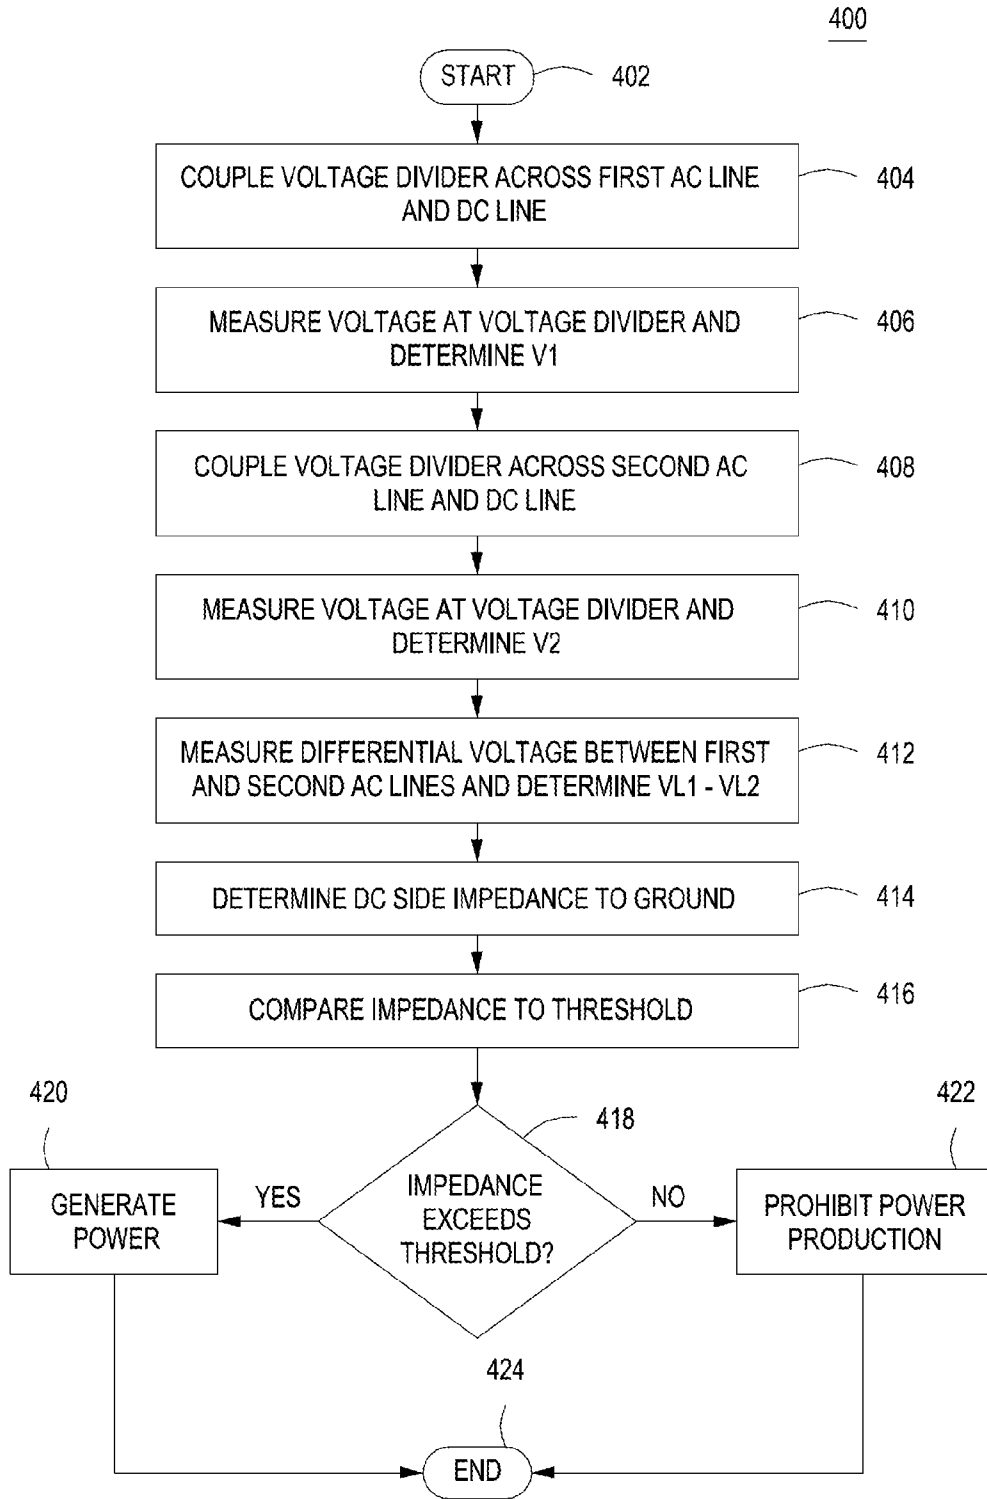 400
START
402
COUPLE VOLTAGE DIVIDER ACROSS FIRST AC LINE
AND DC LINE
404
MEASURE VOLTAGE AT VOLTAGE DIVIDER AND
DETERMINE V1
406
COUPLE VOLTAGE DIVIDER ACROSS SECOND AC
LINE AND DC LINE
408
MEASURE VOLTAGE AT VOLTAGE DIVIDER AND
DETERMINE V2
410
MEASURE DIFFERENTIAL VOLTAGE BETWEEN FIRST
AND SECOND AC LINES AND DETERMINE VL1 - VL2
412
DETERMINE DC SIDE IMPEDANCE TO GROUND
414
COMPARE IMPEDANCE TO THRESHOLD
416
418
IMPEDANCE
EXCEEDS
THRESHOLD?
YES
NO
420
GENERATE
POWER
422
PROHIBIT POWER
PRODUCTION
424
END